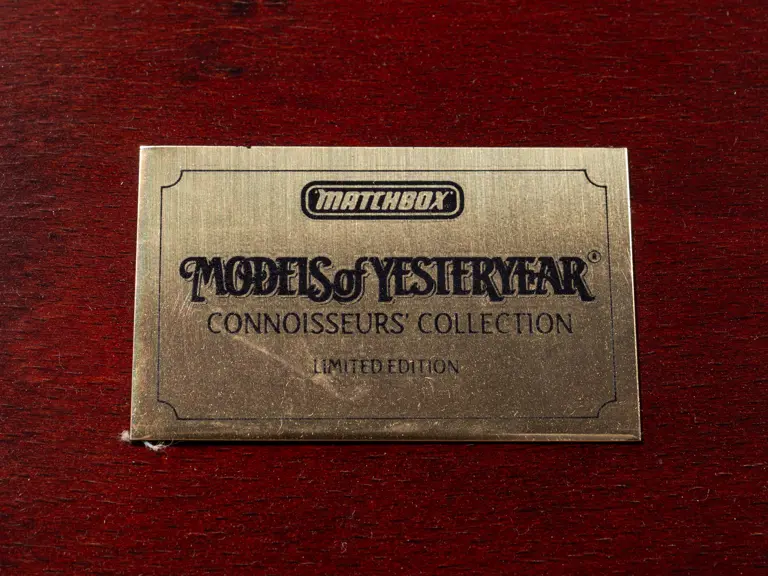 MATCHBOX
MODELS of YESTERYEAR®
CONNOISSEURS' COLLECTION
LIMITED EDITION